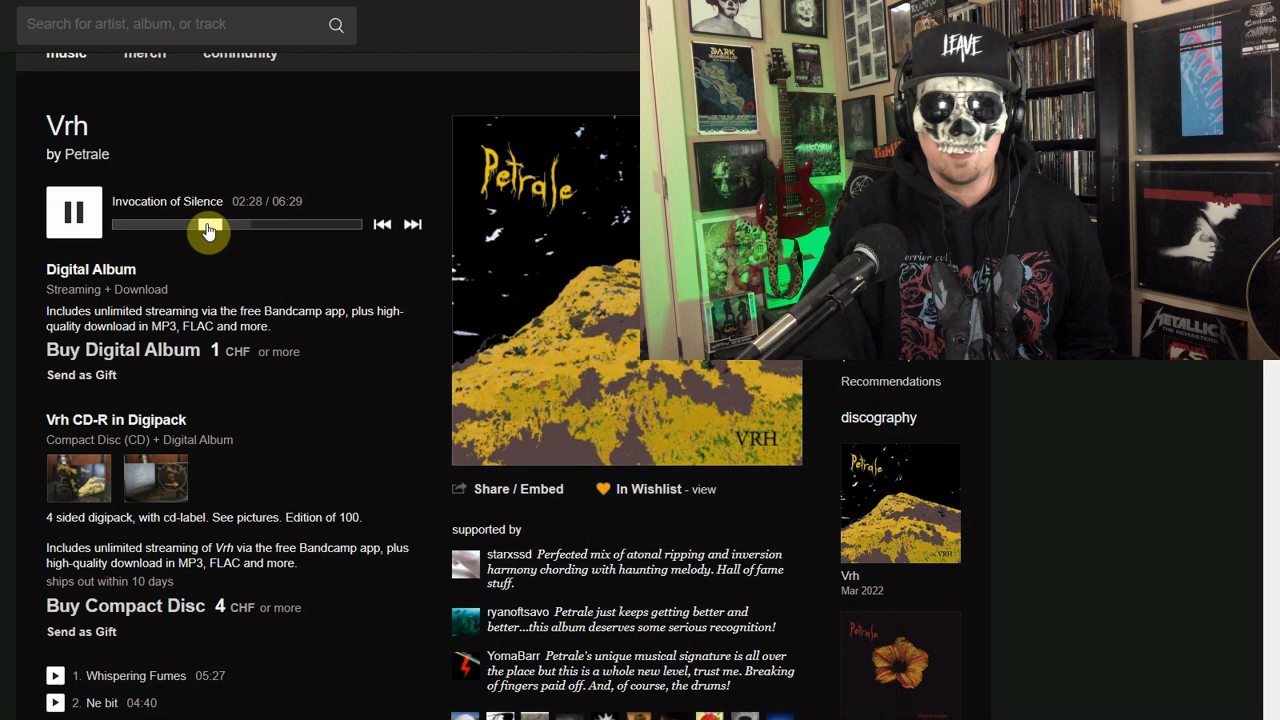 Search for artist, album, or track
music merch community
Vrh
by Petrale
Invocation of Silence 02:28 / 06:29
Digital Album
Streaming + Download
Includes unlimited streaming via the free Bandcamp app, plus high-
quality download in MP3, FLAC and more.
Buy Digital Album 1 CHF or more
Send as Gift
Vrh CD-R in Digipack
Compact Disc (CD) + Digital Album
4 sided digipack, with cd-label. See pictures. Edition of 100.
Includes unlimited streaming of Vrh via the free Bandcamp app, plus
high-quality download in MP3, FLAC and more.
ships out within 10 days
Buy Compact Disc 4 CHF or more
Send as Gift
1. Whispering Fumes 05:27
2. Ne bit 04:40
Petrale
VRH
Share / Embed
In Wishlist - view
supported by
starxssd Perfected mix of atonal ripping and inversion
harmony chording with haunting melody. Hall of fame
stuff.
ryanoftsavo Petrale just keeps getting better and
better...this album deserves some serious recognition!
YomaBarr Petrale's unique musical signature is all over
the place but this is a whole new level, trust me. Breaking
of fingers paid off. And, of course, the drums!
LEAVE
DARK
METALLICA
THE REMASTERED
Recommendations
discography
Petrale
VRH
Vrh
Mar 2022
Petrale